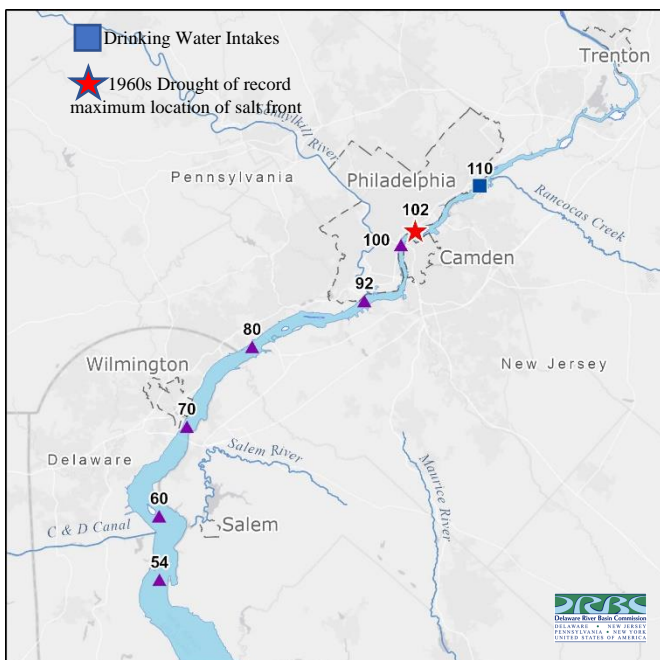 Drinking Water Intakes
1960s Drought of record
maximum location of salt front
Trenton
Schuylkill River
Pennsylvania
Philadelphia
110
Rancocas Creek
102
100
Camden
92
80
New Jersey
Wilmington
70
Delaware
Salem River
Maurice River
60
C & D Canal
Salem
54
DRBC
Delaware River Basin Commission
DELAWARE • NEW JERSEY
PENNSYLVANIA • NEW YORK
UNITED STATES OF AMERICA